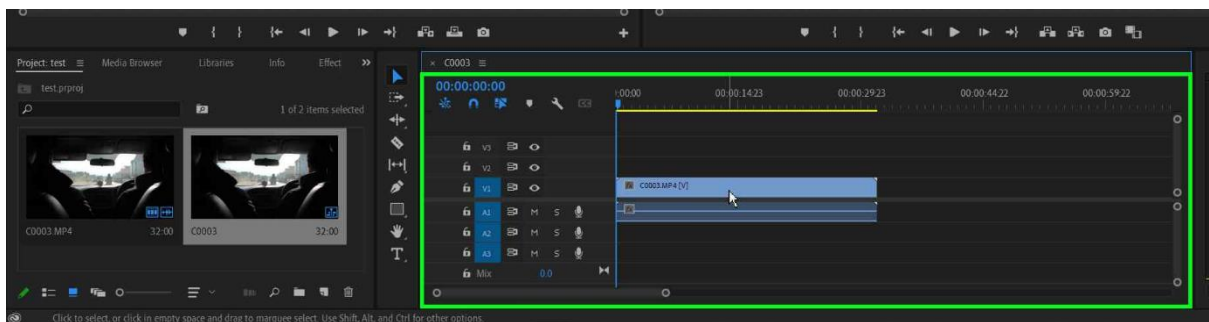 Project: test
Media Browser
Libraries
Info
Effect
test.prproj
1 of 2 items selected
C0003.MP4
32:00
C0003
32:00
C0003
00:00:00:00
:00:00
00:00:14:23
00:00:29:23
00:00:44:22
00:00:59:22
V3
V2
V1
C0003.MP4 [V]
A1 M S
A2 M S
A3 M S
Mix 0.0
Click to select, or click in empty space and drag to marquee select. Use Shift, Alt, and Ctrl for other options.